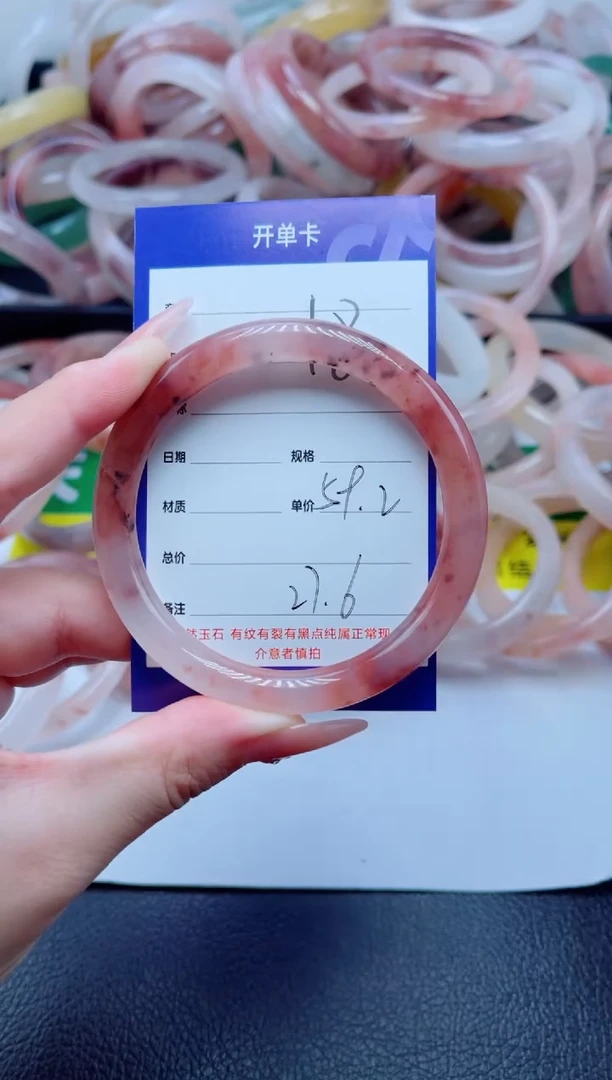 开单卡
18
日期 规格
材质 单价 59.2
总价
备注 27.6
然玉石 有纹有裂有黑点纯属正常现
介意者慎拍